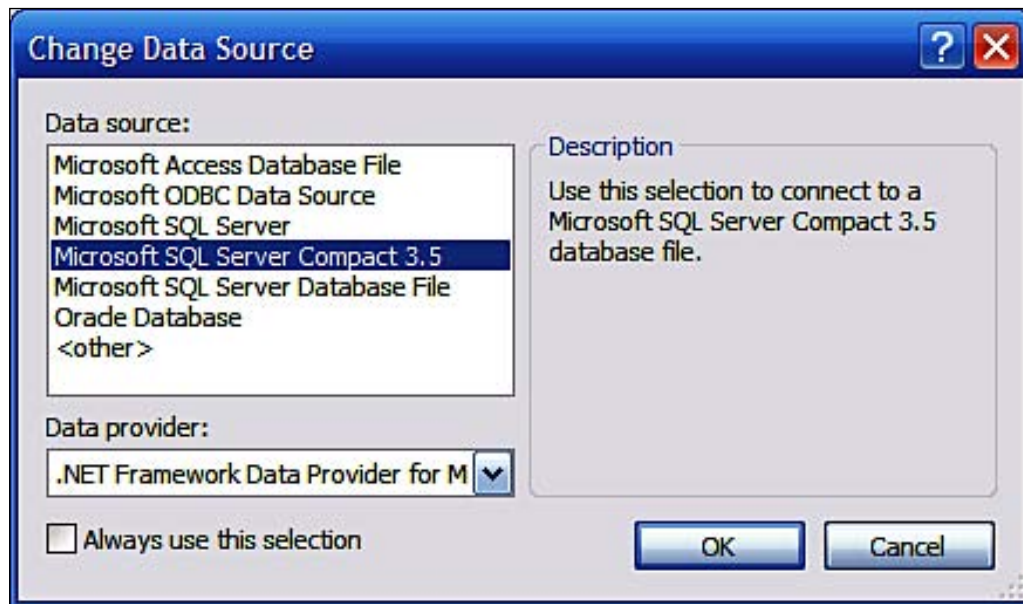 Change Data Source
?
Data source:
Microsoft Access Database File
Microsoft ODBC Data Source
Microsoft SQL Server
Microsoft SQL Server Compact 3.5
Microsoft SQL Server Database File
Oracle Database
<other>
Data provider:
.NET Framework Data Provider for M
Always use this selection
Description
Use this selection to connect to a
Microsoft SQL Server Compact 3.5
database file.
OK
Cancel